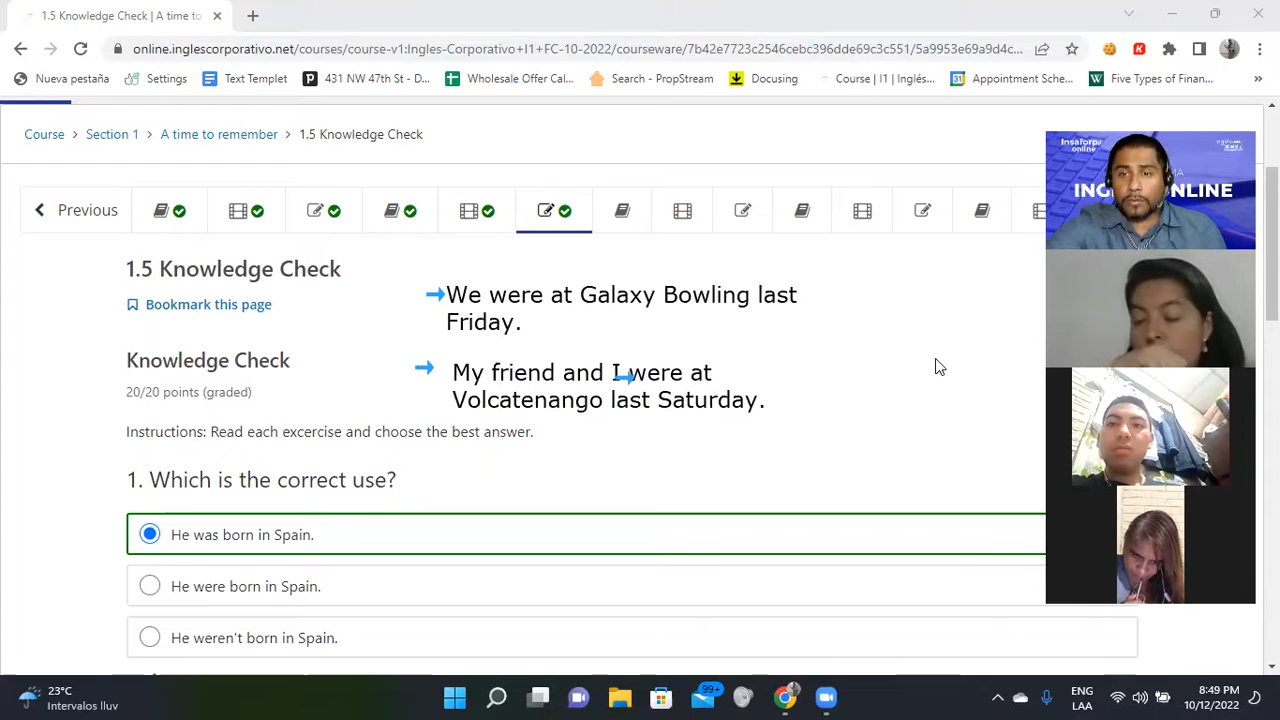 1.5 Knowledge Check | A time to
online.inglescorporativo.net/courses/course-v1:Ingles-Corporativo+I1+FC-10-2022/courseware/7b42e7723c2546cebc396dde69c3c551/5a9953e69a9d4c...
Nueva pestaña Settings Text Templet 431 NW 47th St - D... Wholesale Offer Cal... Search - PropStream Docusing Course | I1 | Inglés... Appointment Sche... Five Types of Finan...
Course > Section 1 > A time to remember > 1.5 Knowledge Check
Previous
1.5 Knowledge Check
Bookmark this page
We were at Galaxy Bowling last
Friday.
Knowledge Check
20/20 points (graded)
My friend and I were at
Volcatenango last Saturday.
Instructions: Read each excercise and choose the best answer.
1. Which is the correct use?
He was born in Spain.
He were born in Spain.
He weren't born in Spain.
Insaforp
online
23°C
Intervalos lluv
99+
ENG
LAA
8:49 PM
10/12/2022